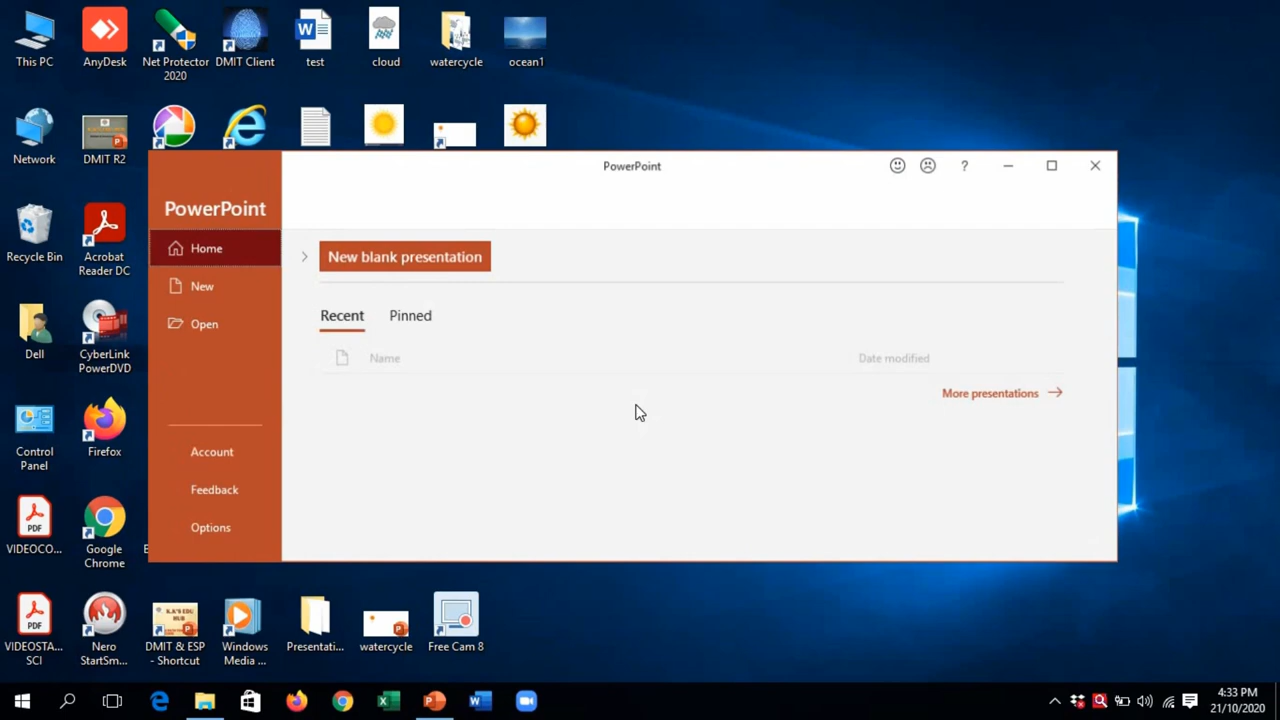 This PC
AnyDesk
Net Protector
2020
DMIT Client
test
cloud
watercycle
ocean1
Network
DMIT R2
Recycle Bin
Acrobat
Reader DC
Dell
CyberLink
PowerDVD
Control
Panel
Firefox
PDF
VIDEOCO...
Google
Chrome
E
PDF
VIDEOSTA...
SCI
Nero
StartSm...
DMIT & ESP
- Shortcut
Windows
Media ...
Presentati...
watercycle
Free Cam 8
PowerPoint
PowerPoint
?
Home
New
Open
Account
Feedback
Options
New blank presentation
Recent
Pinned
Name
Date modified
More presentations
4:33 PM
21/10/2020